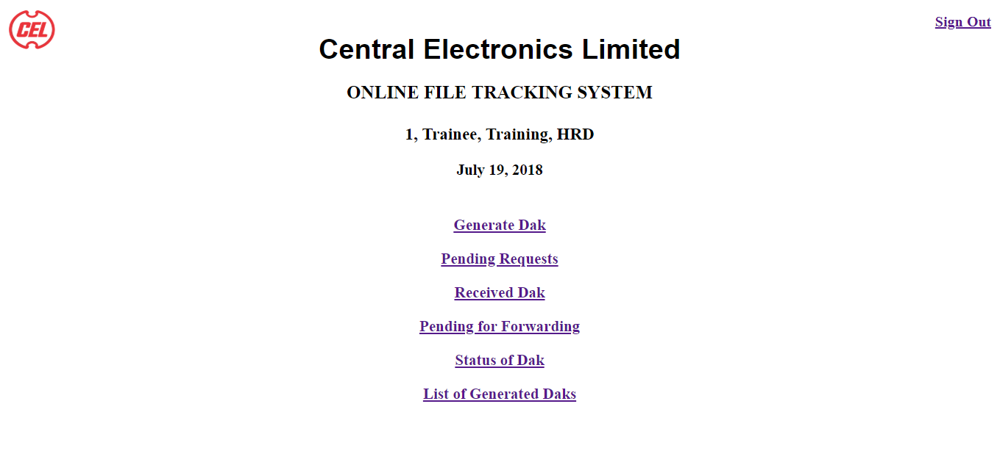 CEL
Sign Out
Central Electronics Limited
ONLINE FILE TRACKING SYSTEM
1, Trainee, Training, HRD
July 19, 2018
Generate Dak
Pending Requests
Received Dak
Pending for Forwarding
Status of Dak
List of Generated Daks